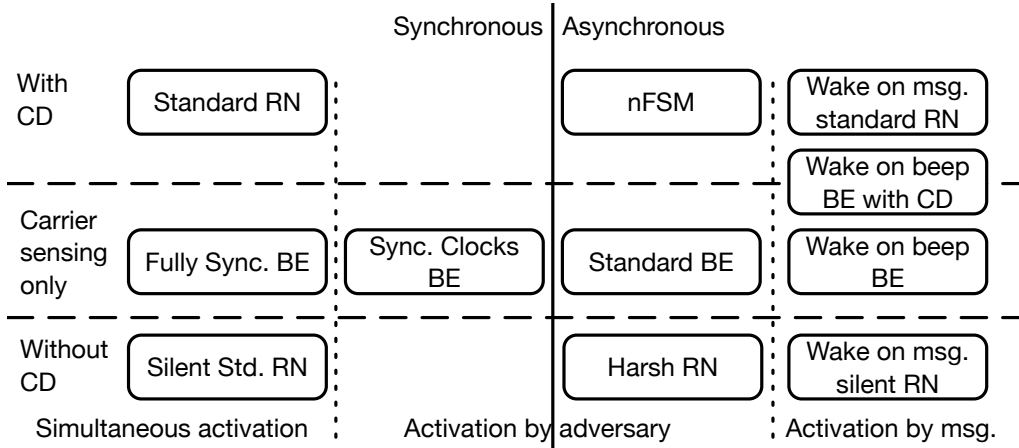 Synchronous Asynchronous
With
CD
Standard RN
nFSM
Wake on msg.
standard RN
Wake on beep
BE with CD
Carrier
sensing
only
Fully Sync. BE
Sync. Clocks
BE
Standard BE
Wake on beep
BE
Without
CD
Silent Std. RN
Harsh RN
Wake on msg.
silent RN
Simultaneous activation
Activation by adversary
Activation by msg.